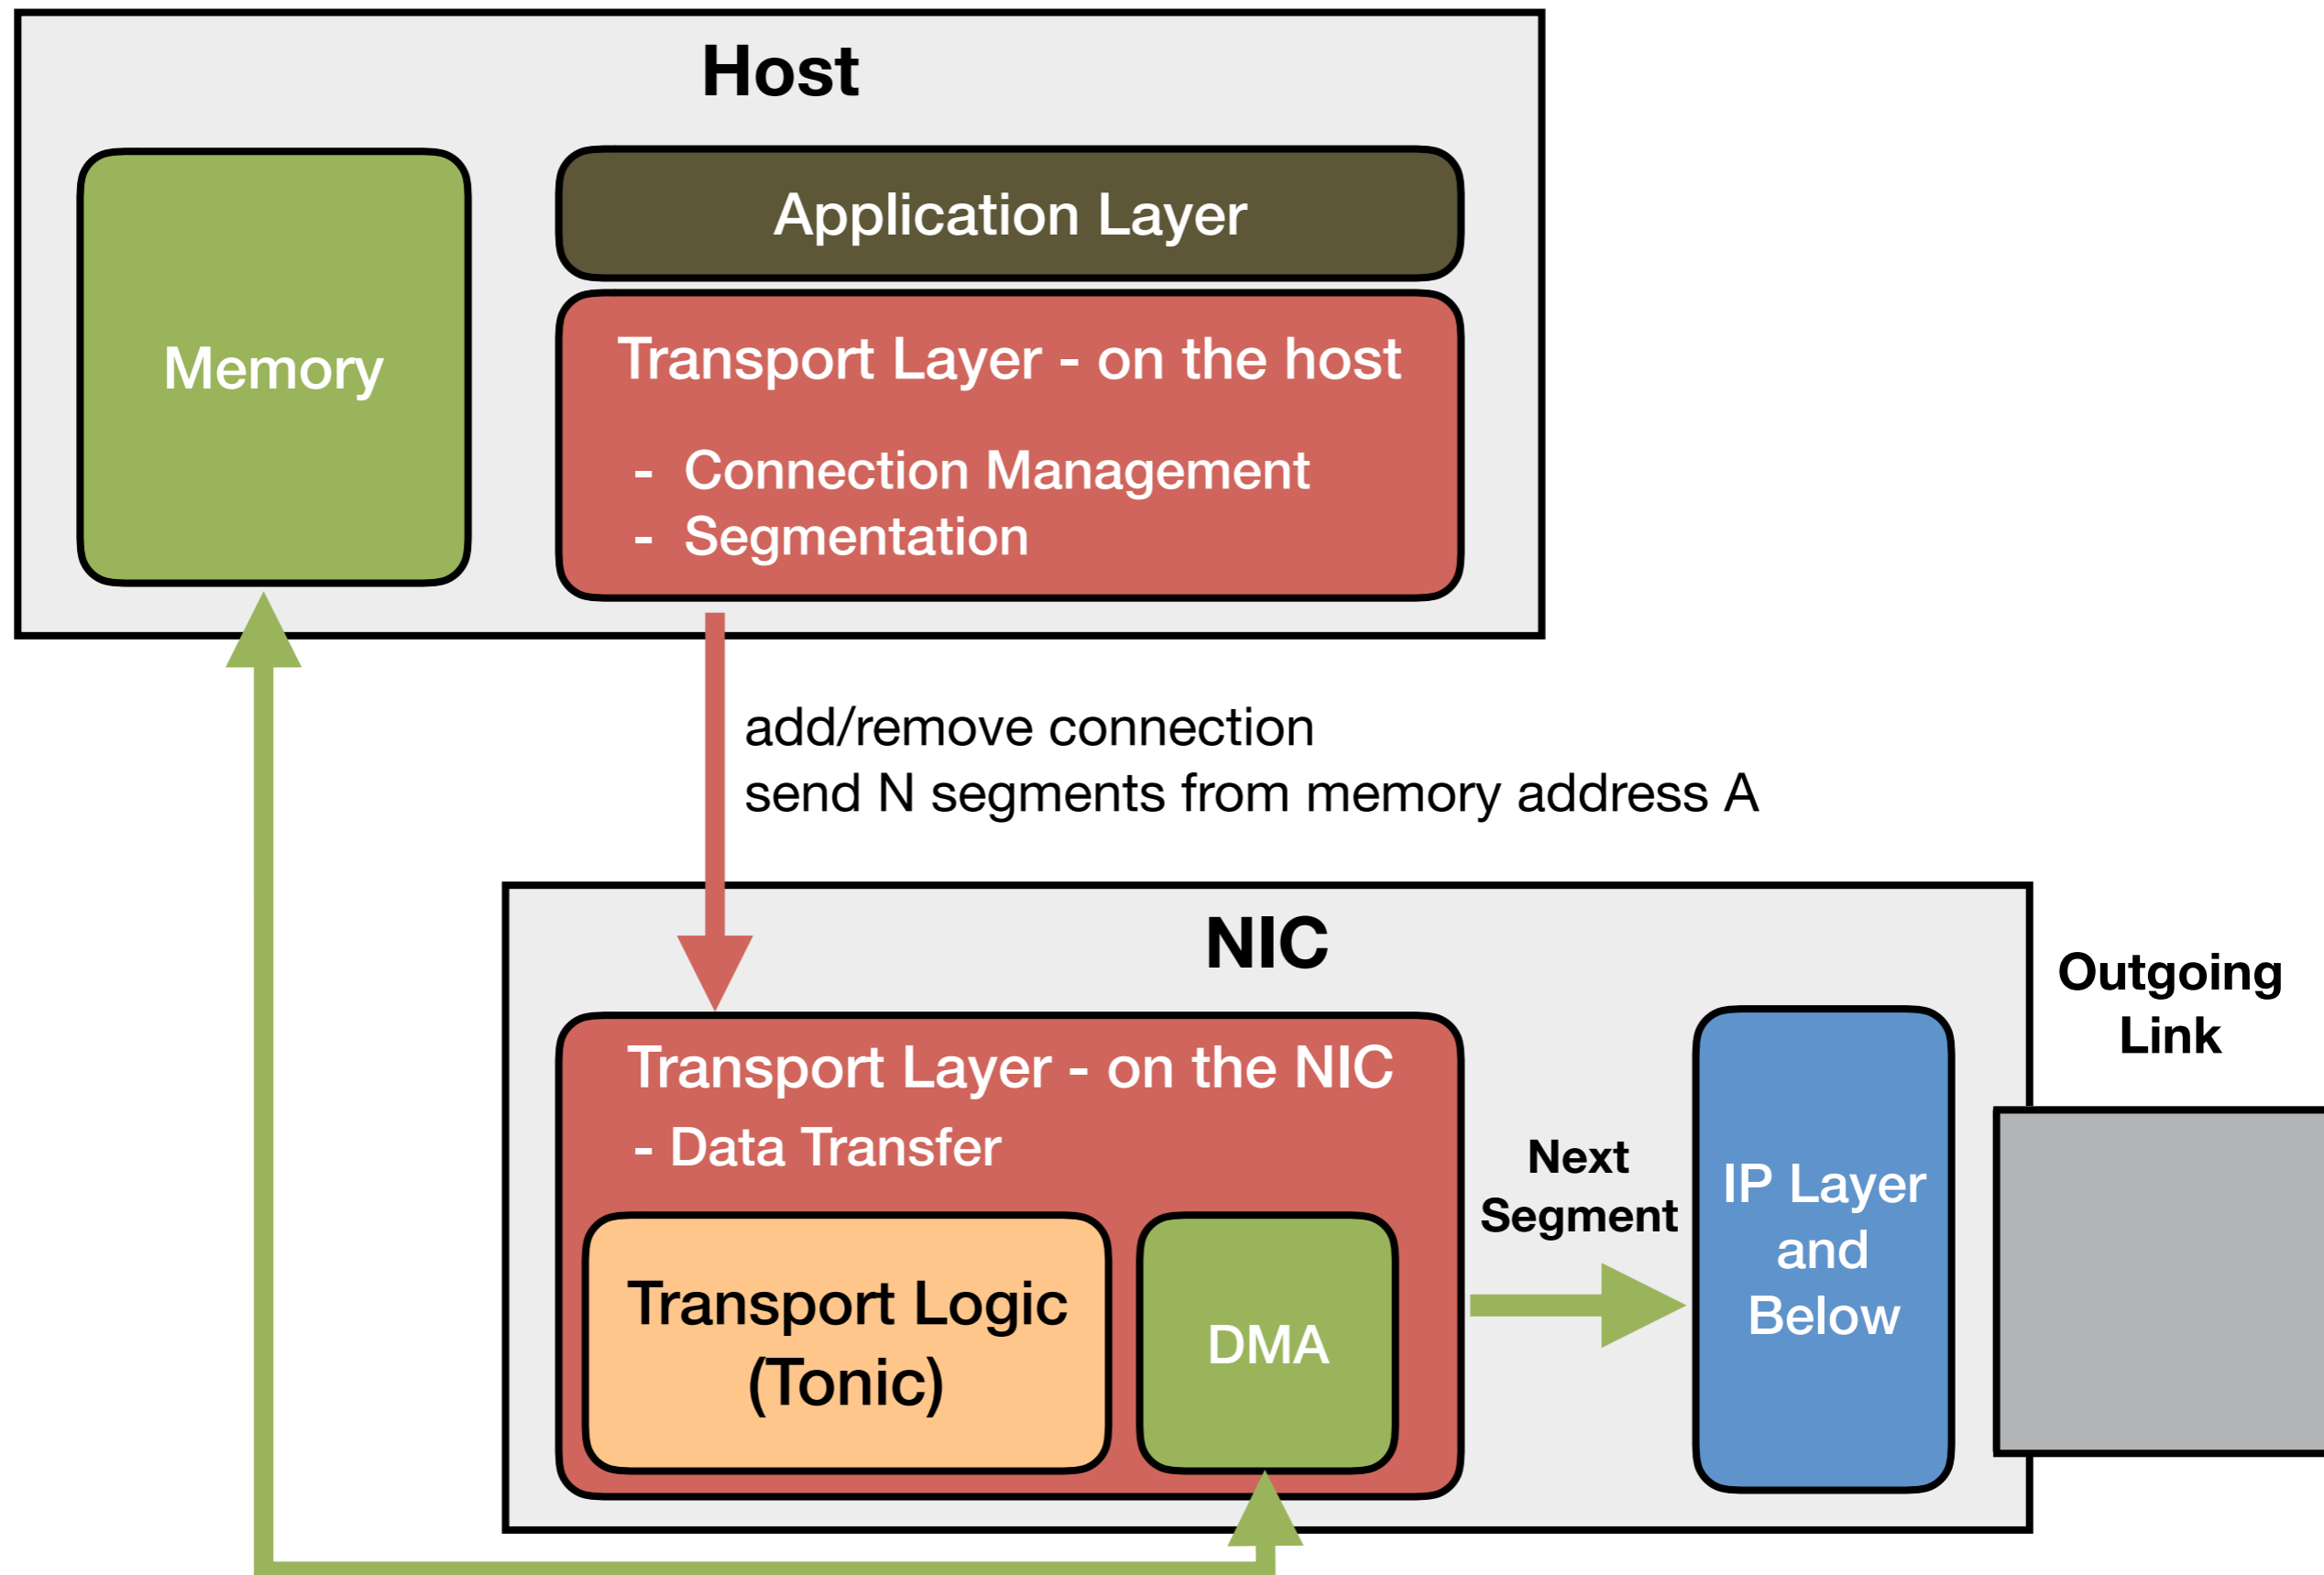 Host
Memory
Application Layer
Transport Layer - on the host
- Connection Management
- Segmentation
add/remove connection
send N segments from memory address A
NIC
Transport Layer - on the NIC
- Data Transfer
Transport Logic
(Tonic)
DMA
Next
Segment
IP Layer
and
Below
Outgoing
Link